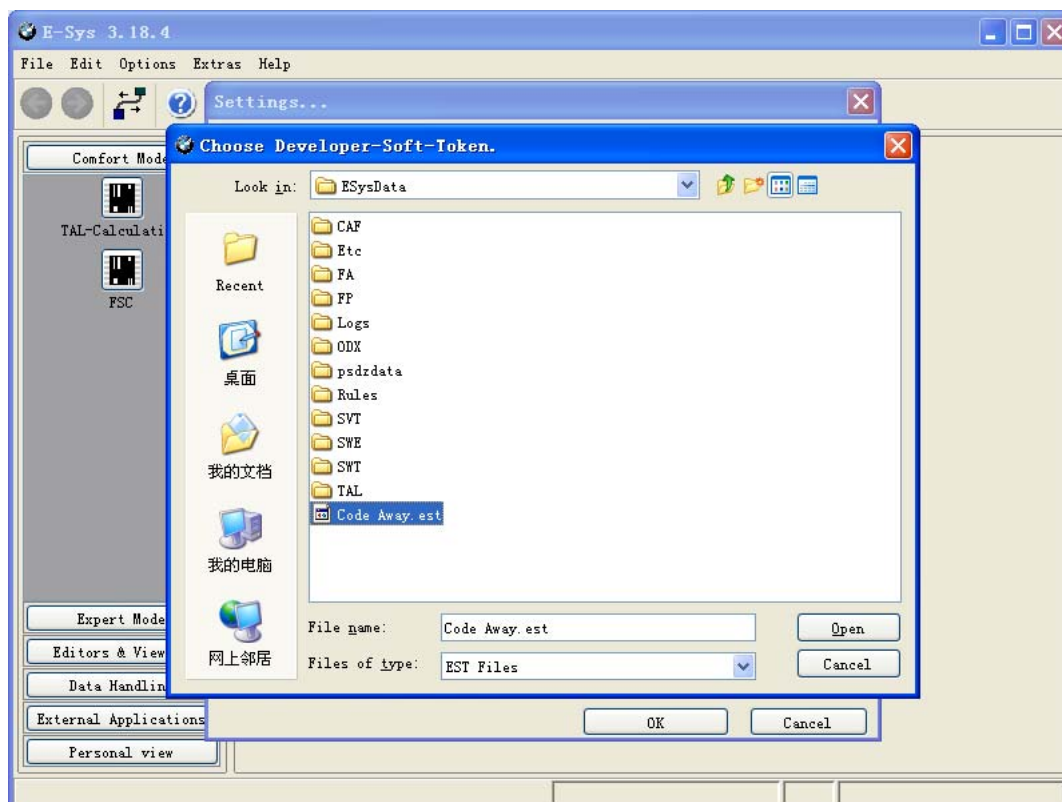 E-Sys 3.18.4
File Edit Options Extras Help
Settings...
Choose Developer-Soft-Token.
Comfort Mode
TAL-Calculati
FSC
Look in:
ESysData
Recent
桌面
我的文档
我的电脑
网上邻居
CAF
Etc
FA
FP
Logs
ODX
psdzdata
Rules
SVT
SWE
SWT
TAL
Code Away.est
File name:
Code Away.est
Open
Files of type:
EST Files
Cancel
Expert Mode
Editors & View
Data Handlin
External Applications
Personal view
OK
Cancel